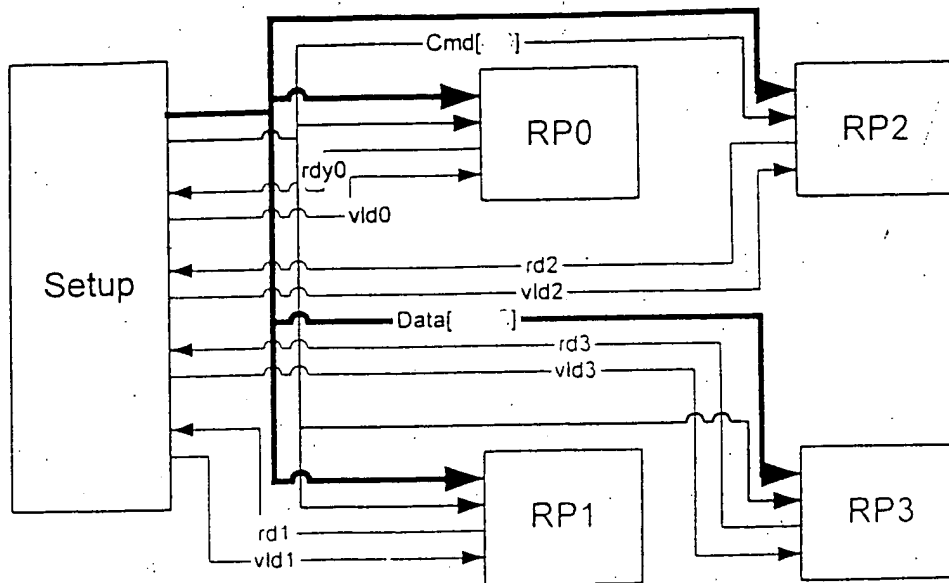 Cmd[ ]
RP0
RP2
rdy0
vld0
Setup
rd2
vld2
Data[ ]
rd3
vld3
RP1
RP3
rd1
vld1